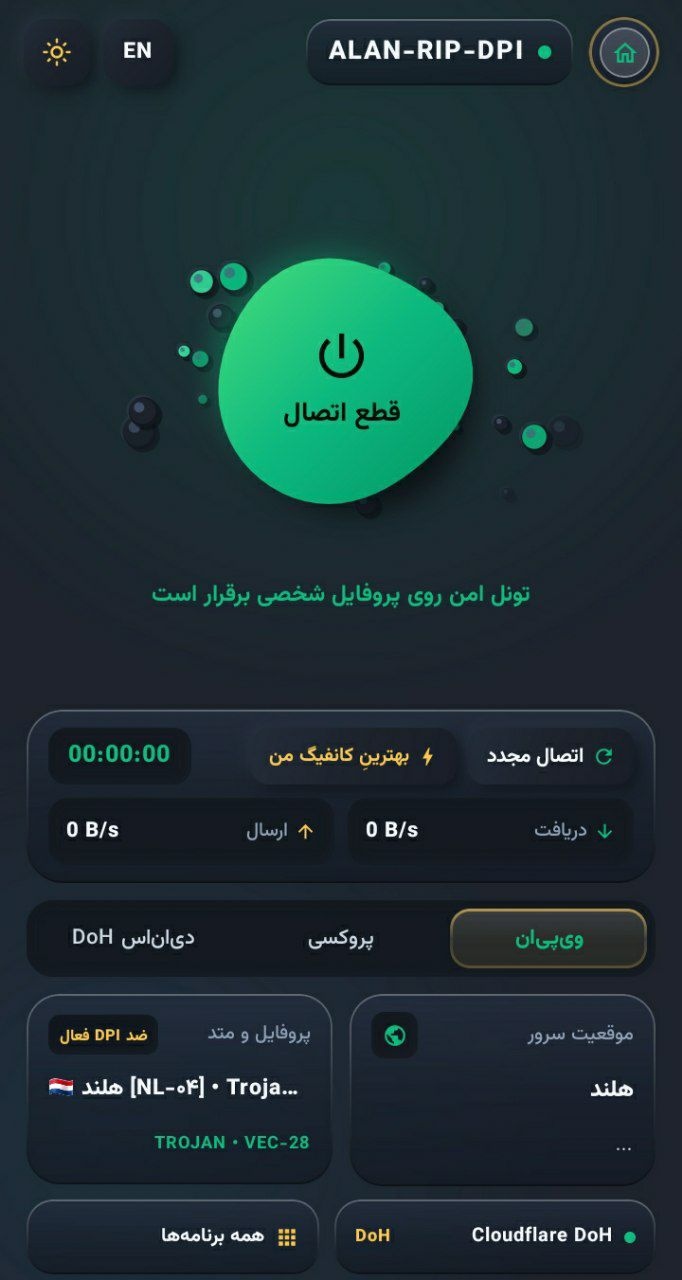 ALAN-RIP-DPI
EN
قطع اتصال
تونل امن روی پروفایل شخصی برقرار است
اتصال مجدد
بهترینِ کانفیگ من
00:00:00
دریافت
0 B/s
ارسال
0 B/s
وی‌پی‌ان
پروکسی
دی‌ان‌اس DoH
موقعیت سرور
هلند
...
پروفایل و متد
ضد DPI فعال
هلند [NL-۰۴] • Troja...
TROJAN • VEC-28
Cloudflare DoH
DoH
همه برنامه‌ها